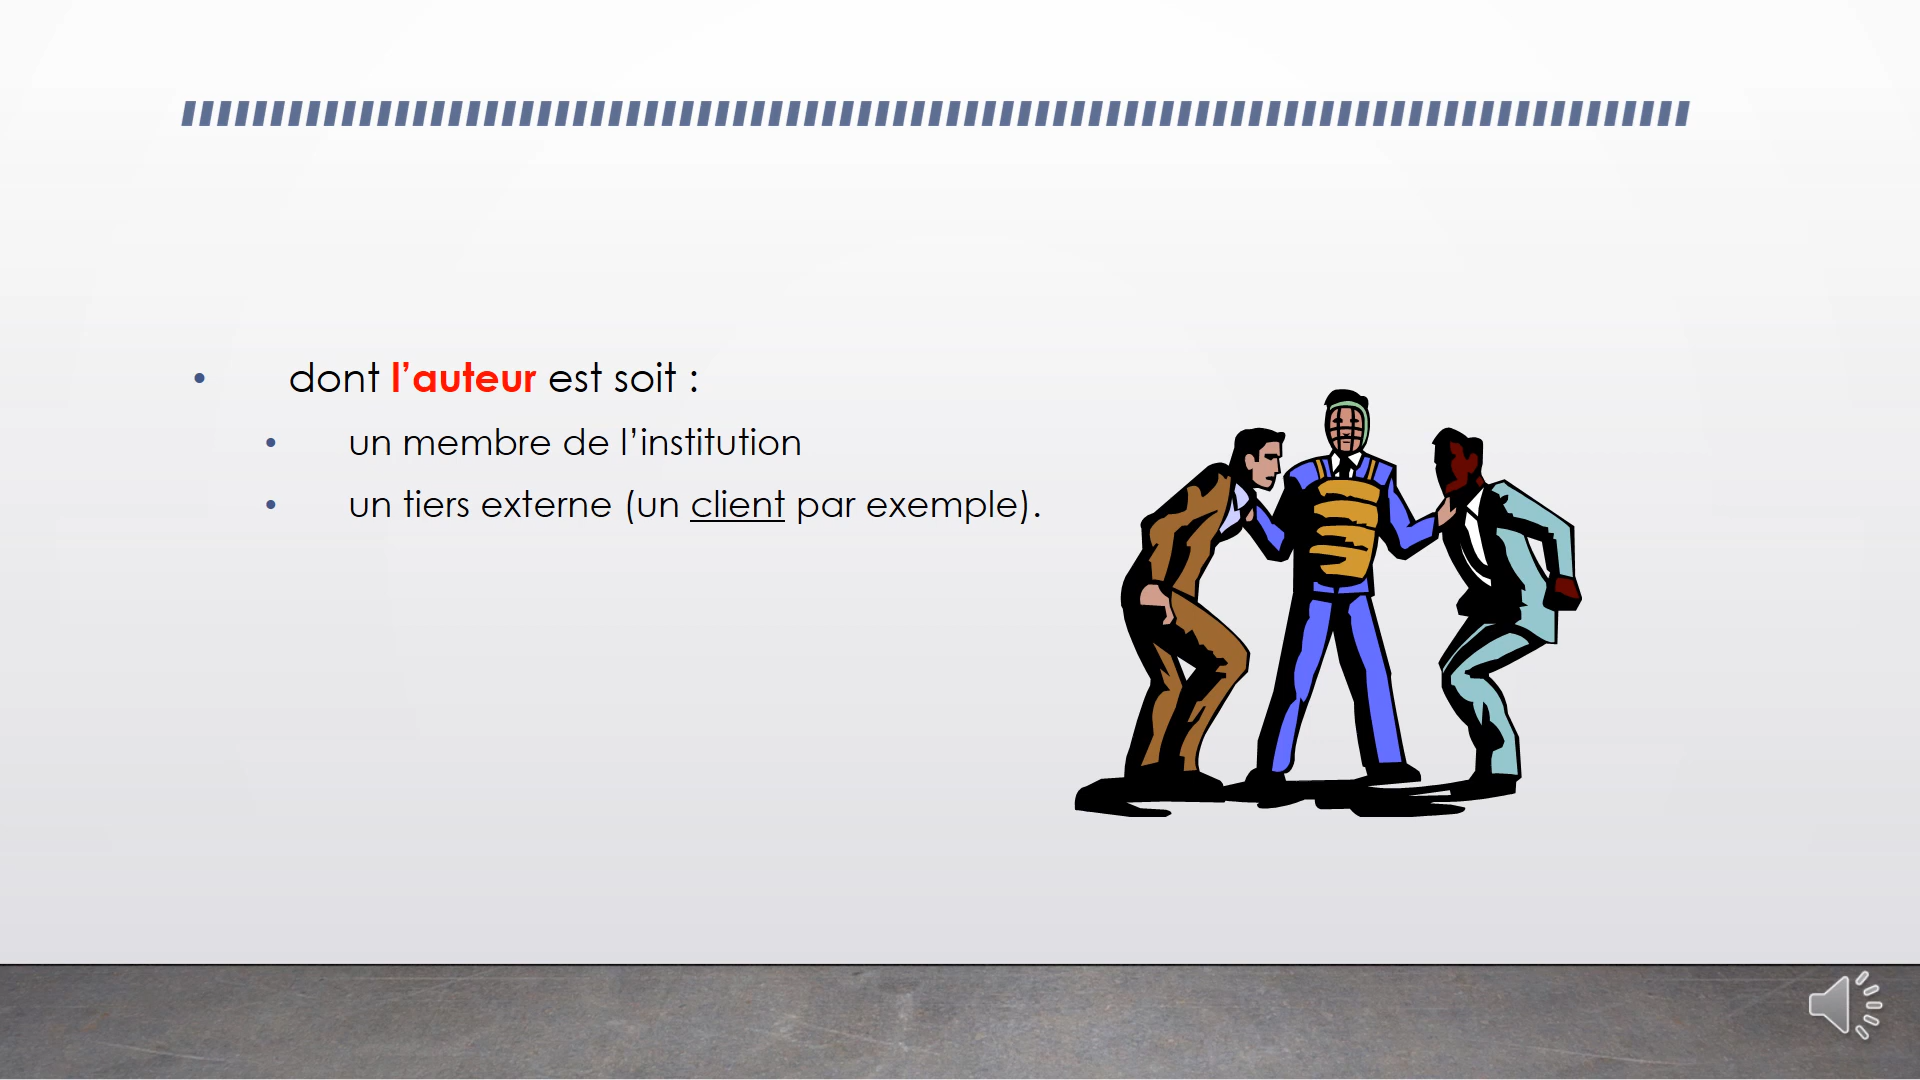 • dont l’auteur est soit :
• un membre de l’institution
• un tiers externe (un client par exemple).